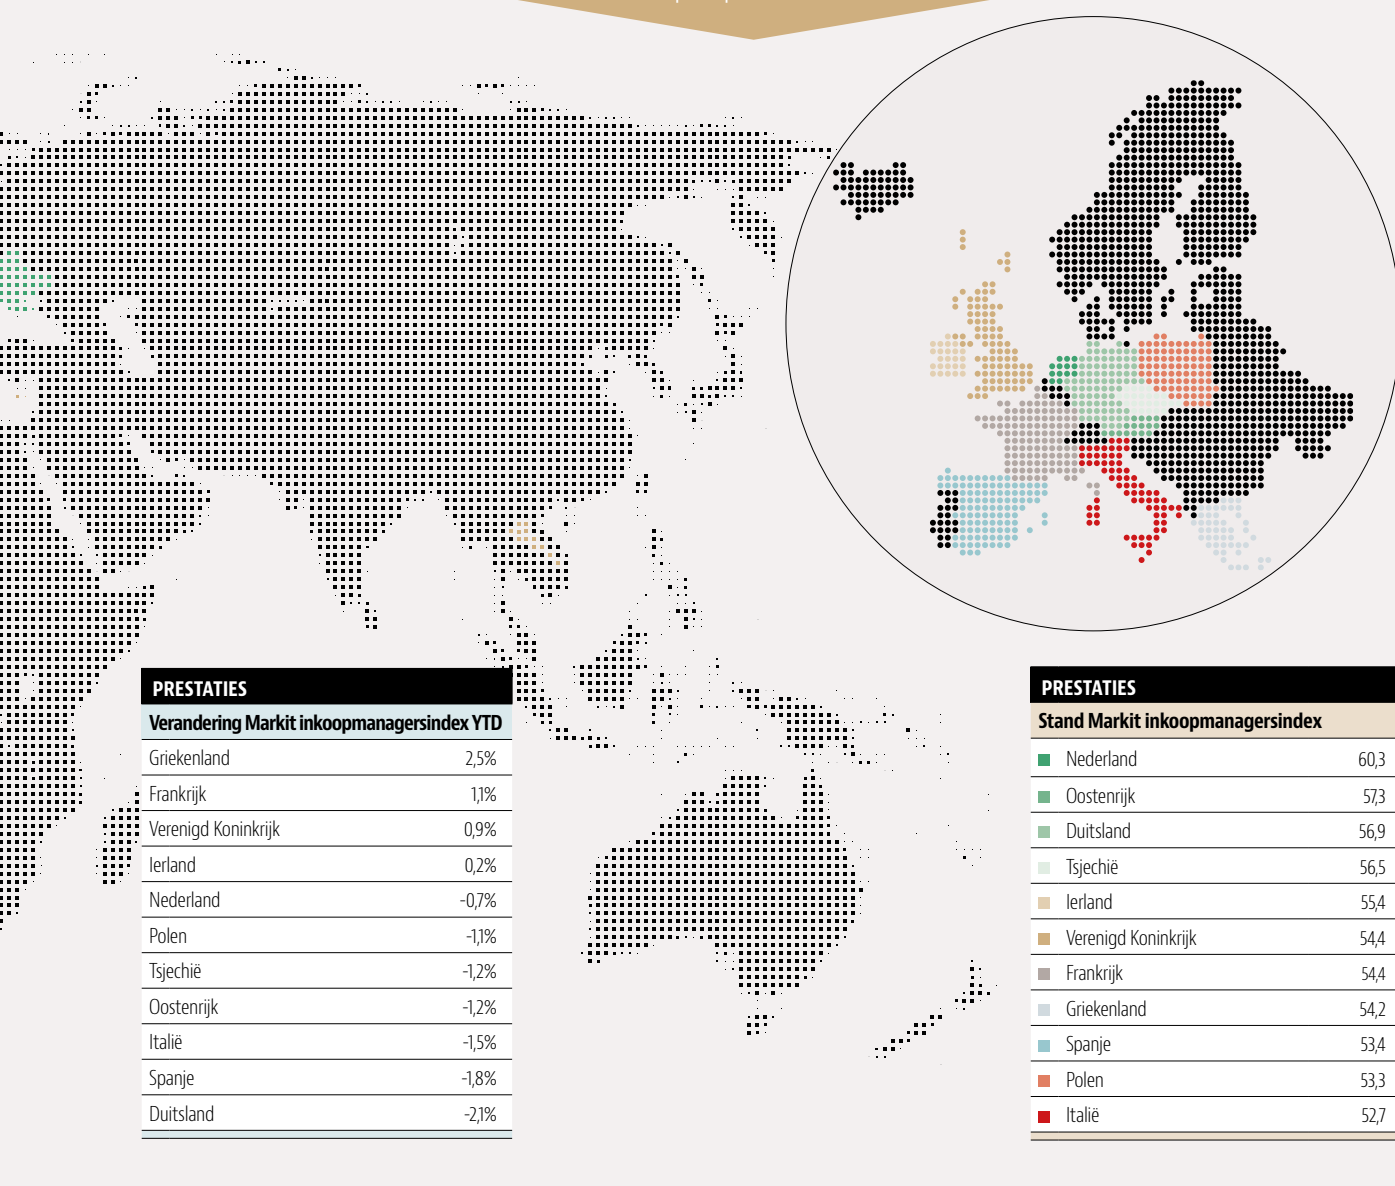 PRESTATIES
Verandering Markit inkoopmanagersindex YTD
Griekenland 2,5%
Frankrijk 1,1%
Verenigd Koninkrijk 0,9%
Ierland 0,2%
Nederland -0,7%
Polen -1,1%
Tsjechië -1,2%
Oostenrijk -1,2%
Italië -1,5%
Spanje -1,8%
Duitsland -2,1%
PRESTATIES
Stand Markit inkoopmanagersindex
Nederland 60,3
Oostenrijk 57,3
Duitsland 56,9
Tsjechië 56,5
Ierland 55,4
Verenigd Koninkrijk 54,4
Frankrijk 54,4
Griekenland 54,2
Spanje 53,4
Polen 53,3
Italië 52,7